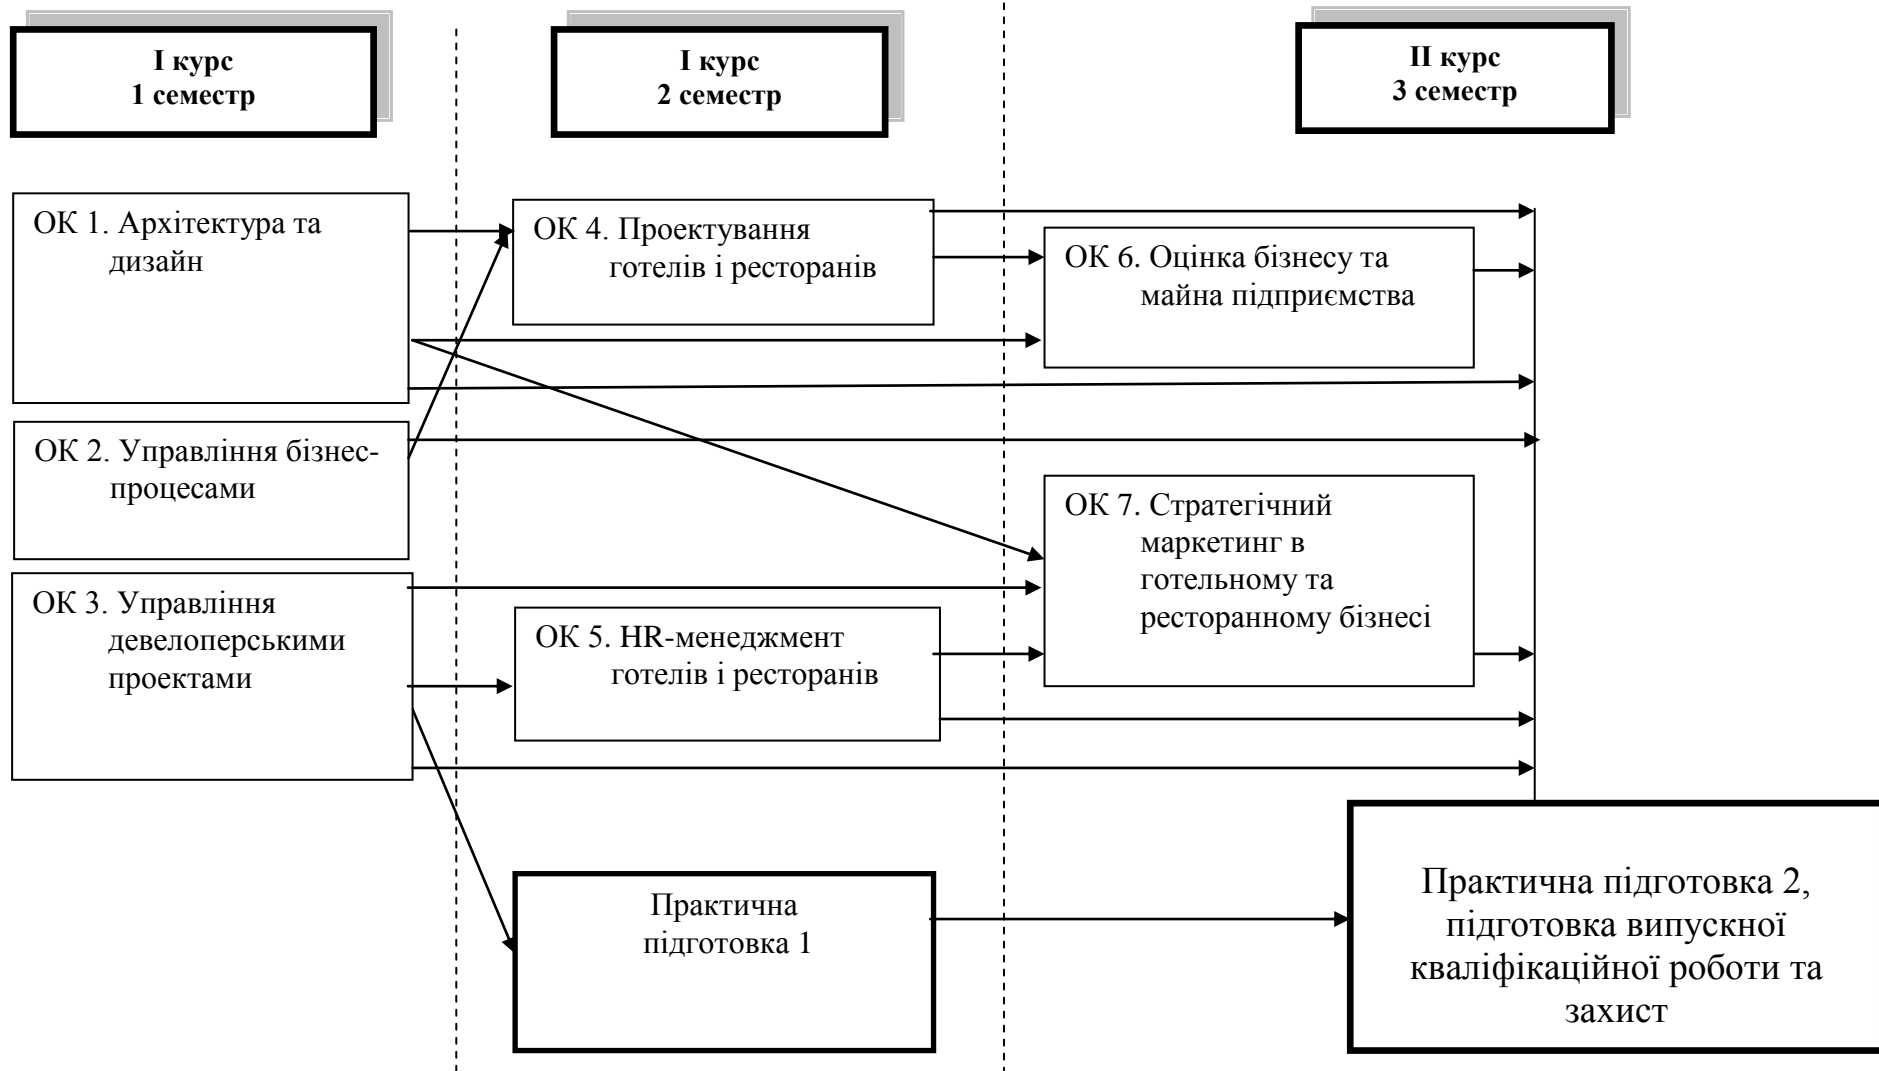 І курс
1 семестр
І курс
2 семестр
ІІ курс
3 семестр
ОК 1. Архітектура та
дизайн
ОК 4. Проектування
готелів і ресторанів
ОК 6. Оцінка бізнесу та
майна підприємства
ОК 2. Управління бізнес-
процесами
ОК 7. Стратегічний
маркетинг в
готельному та
ресторанному бізнесі
ОК 3. Управління
девелоперськими
проектами
ОК 5. HR-менеджмент
готелів і ресторанів
Практична
підготовка 1
Практична підготовка 2,
підготовка випускної
кваліфікаційної роботи та
захист